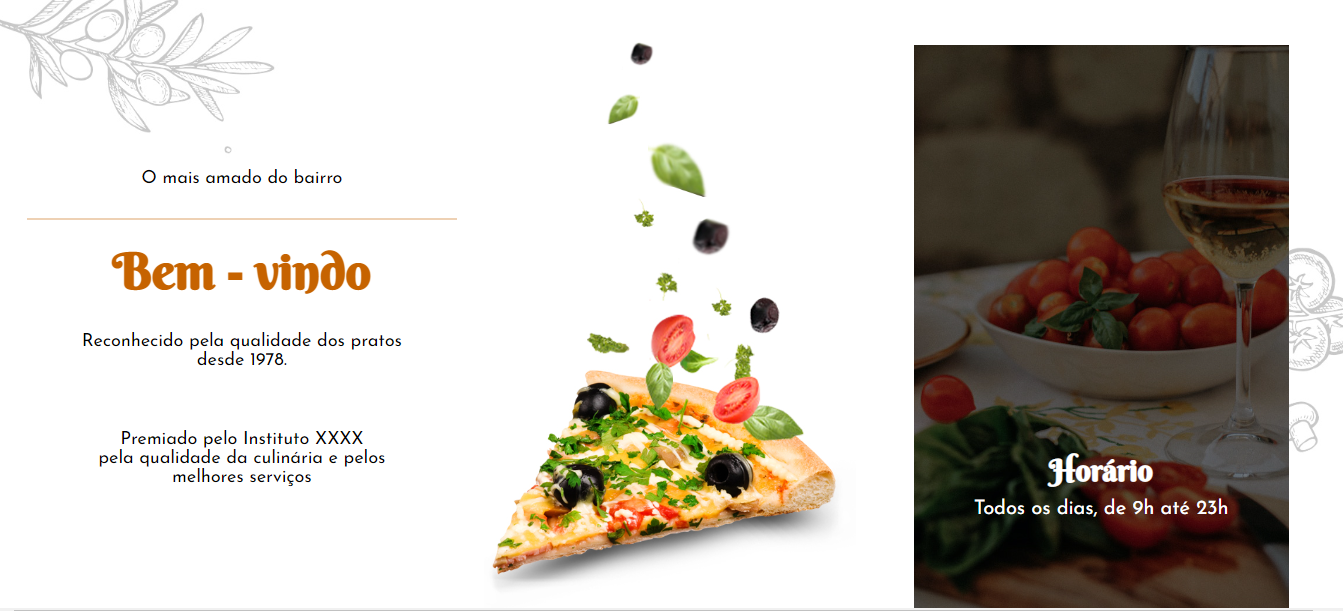 O mais amado do bairro
Bem - vindo
Reconhecido pela qualidade dos pratos
desde 1978.
Premiado pelo Instituto XXXX
pela qualidade da culinária e pelos
melhores serviços
Horário
Todos os dias, de 9h até 23h